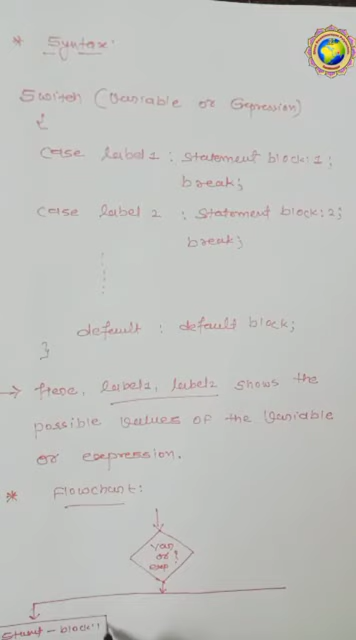 * Syntax:
Switch (Variable or Expression)
{
case label1 : statement block:1;
break;
case label 2 : statement block:2;
break;
default : default block;
}
→ Here, label1, label2 shows the
possible values of the variable
or expression.
* Flowchart:
Var
or
exp
?
Stmt - block:1